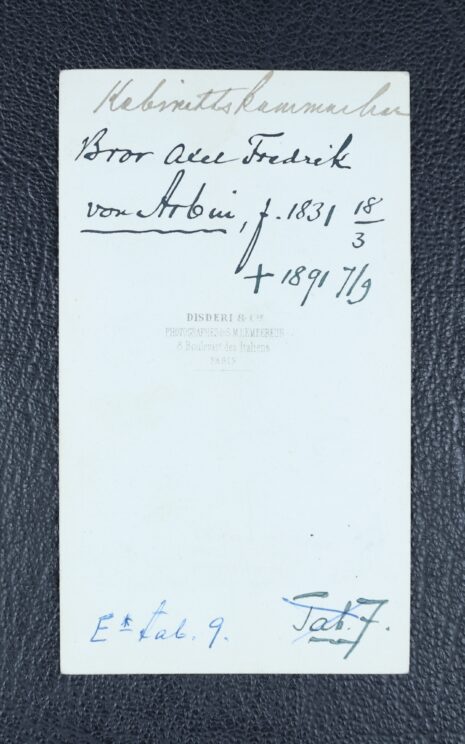 Kabinettskammarherr
Bror Axel Fredrik
von Arbin, f. 1831 18/3
+ 1891 7/9
DISDERI & Cie
PHOTOGRAPHES de S.M. L'EMPEREUR
8 Boulevart des Italiens
PARIS
Tab. 7.
E* tab. 9.